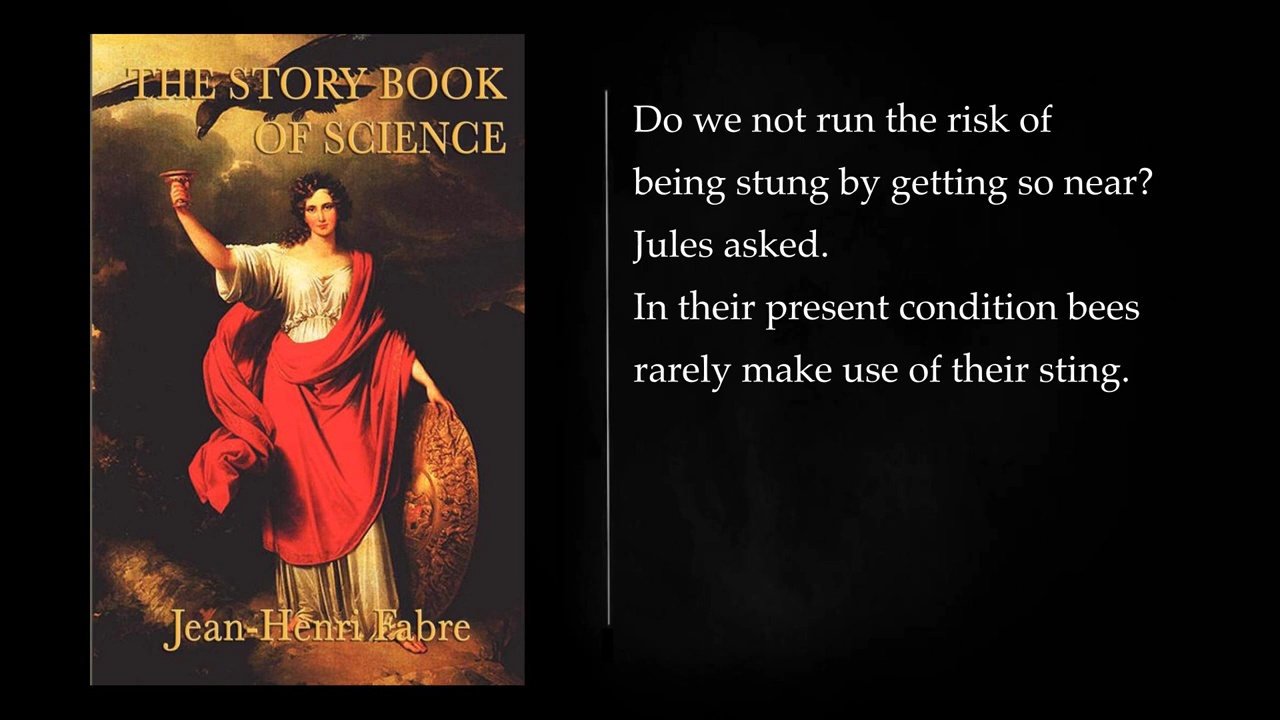 THE STORY BOOK
OF SCIENCE
Jean-Henri Fabre
Do we not run the risk of
being stung by getting so near?
Jules asked.
In their present condition bees
rarely make use of their sting.